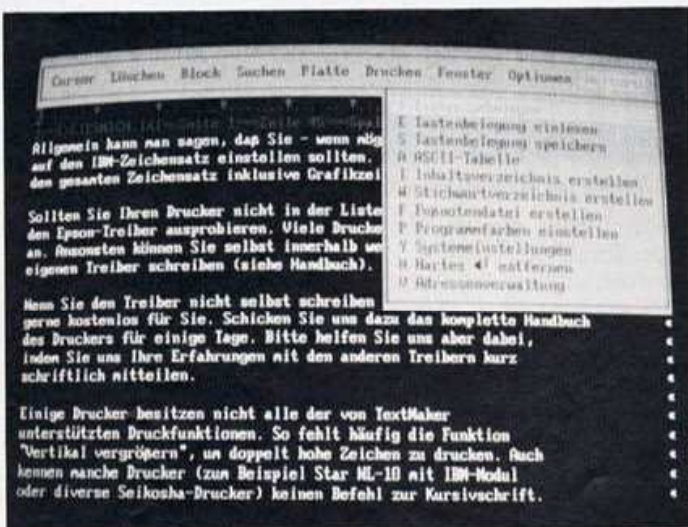 Cursor Löschen Block Suchen Platte Drucken Fenster Optionen
Allgemein kann man sagen, daß Sie - wenn mög
auf den IBM-Zeichensatz einstellen sollten.
den gesamten Zeichensatz inklusive Grafikzei
Sollten Sie Ihren Drucker nicht in der Liste
den Epson-Treiber ausprobieren. Viele Drucke
an. Ansonsten können Sie selbst innerhalb we
eigenen Treiber schreiben (siehe Handbuch).
E Tastenbelegung einlesen
S Tastenbelegung speichern
A ASCII-Tabelle
I Inhaltsverzeichnis erstellen
W Stichwortverzeichnis erstellen
F Fußnotendatei erstellen
P Programmfarben einstellen
Y Systemeinstellungen
H Hartes entfernen
U Adressenverwaltung
Wenn Sie den Treiber nicht selbst schreiben
gerne kostenlos für Sie. Schicken Sie uns dazu das komplette Handbuch
des Druckers für einige Tage. Bitte helfen Sie uns aber dabei,
indem Sie uns Ihre Erfahrungen mit den anderen Treibern kurz
schriftlich mitteilen.
Einige Drucker besitzen nicht alle der von TextMaker
unterstützten Druckfunktionen. So fehlt häufig die Funktion
"Vertikal vergrößern", um doppelt hohe Zeichen zu drucken. Auch
kennen manche Drucker (zum Beispiel Star NL-10 mit IBM-Modul
oder diverse Seikosha-Drucker) keinen Befehl zur Kursivschrift.